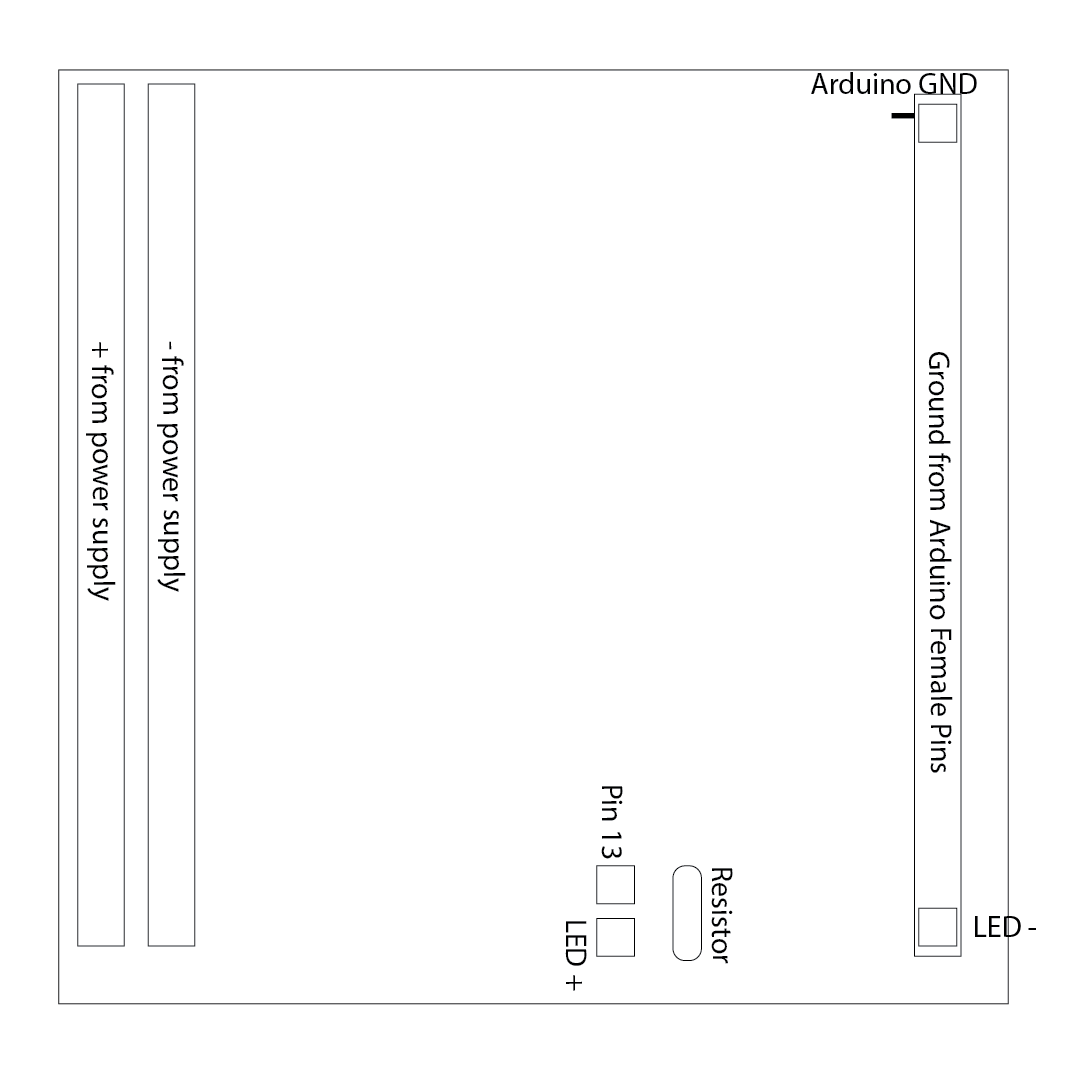 Arduino GND
+ from power supply
- from power supply
Ground from Arduino Female Pins
Pin 13
Resistor
LED +
LED -